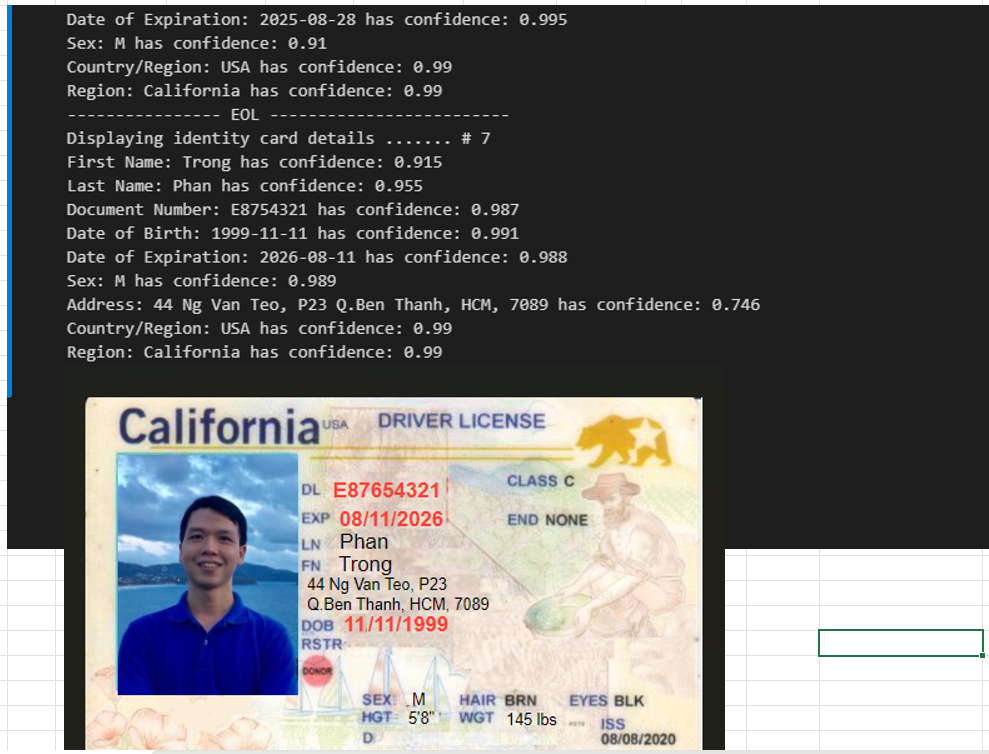 Date of Expiration: 2025-08-28 has confidence: 0.995
Sex: M has confidence: 0.91
Country/Region: USA has confidence: 0.99
Region: California has confidence: 0.99
---------------- EOL -------------------------
Displaying identity card details ....... # 7
First Name: Trong has confidence: 0.915
Last Name: Phan has confidence: 0.955
Document Number: E8754321 has confidence: 0.987
Date of Birth: 1999-11-11 has confidence: 0.991
Date of Expiration: 2026-08-11 has confidence: 0.988
Sex: M has confidence: 0.989
Address: 44 Ng Van Teo, P23 Q.Ben Thanh, HCM, 7089 has confidence: 0.746
Country/Region: USA has confidence: 0.99
Region: California has confidence: 0.99
California USA DRIVER LICENSE
DL E87654321 CLASS C
EXP 08/11/2026 END NONE
LN Phan
FN Trong
44 Ng Van Teo, P23
Q.Ben Thanh, HCM, 7089
DOB 11/11/1999
RSTR
DONOR
SEX M HAIR BRN EYES BLK
HGT 5'8" WGT 145 lbs ISS
08/08/2020